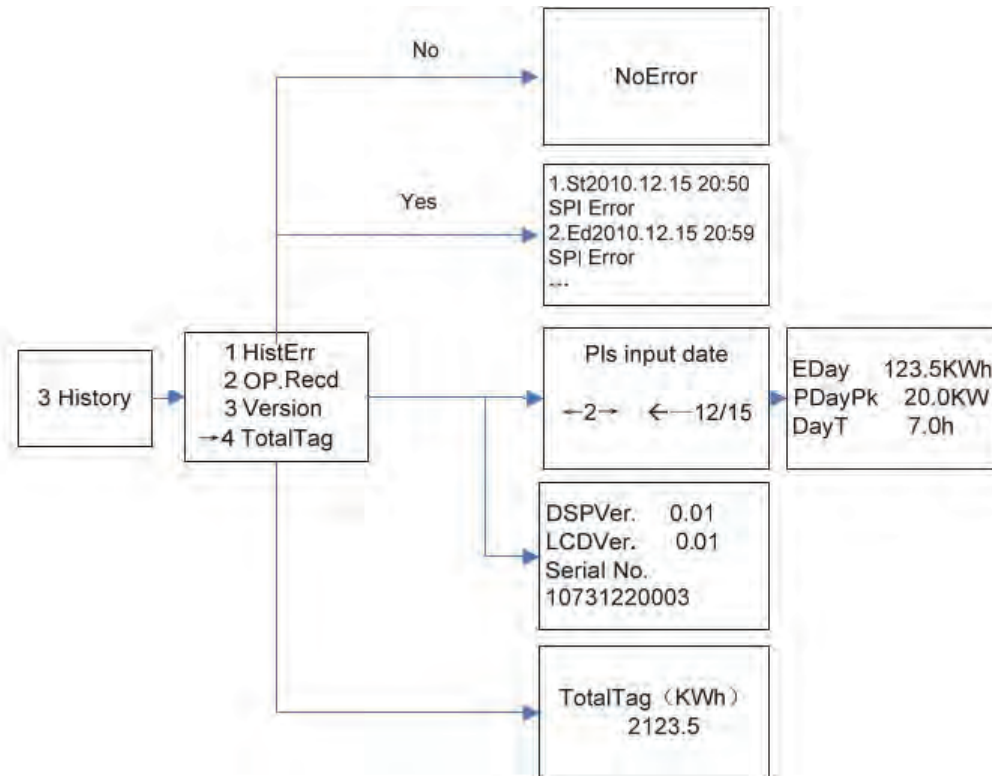 No
NoError
Yes
1.St2010.12.15 20:50
SPI Error
2.Ed2010.12.15 20:59
SPI Error
...
3 History
1 HistErr
2 OP.Recd
3 Version
→4 TotalTag
Pls input date
←2→ ←12/15
EDay 123.5KWh
PDayPk 20.0KW
DayT 7.0h
DSPVer. 0.01
LCDVer. 0.01
Serial No.
10731220003
TotalTag（KWh）
2123.5